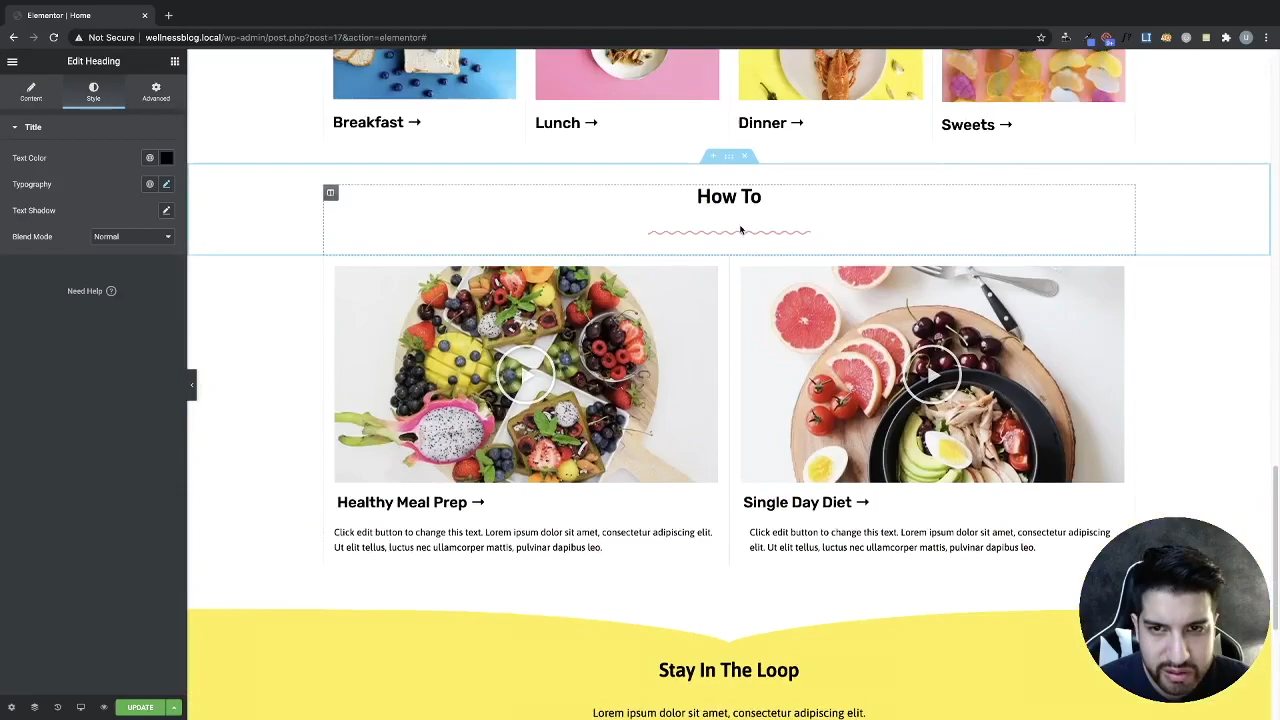 Elementor | Home
Not Secure | wellnessblog.local/wp-admin/post.php?post=17&action=elementor#
Edit Heading
Content
Style
Advanced
Title
Text Color
Typography
Text Shadow
Blend Mode
Normal
Need Help
UPDATE
Breakfast →
Lunch →
Dinner →
Sweets →
How To
Healthy Meal Prep →
Click edit button to change this text. Lorem ipsum dolor sit amet, consectetur adipiscing elit.
Ut elit tellus, luctus nec ullamcorper mattis, pulvinar dapibus leo.
Single Day Diet →
Click edit button to change this text. Lorem ipsum dolor sit amet, consectetur adipiscing
elit. Ut elit tellus, luctus nec ullamcorper mattis, pulvinar dapibus leo.
Stay In The Loop
Lorem ipsum dolor sit amet, consectetur adipiscing elit.